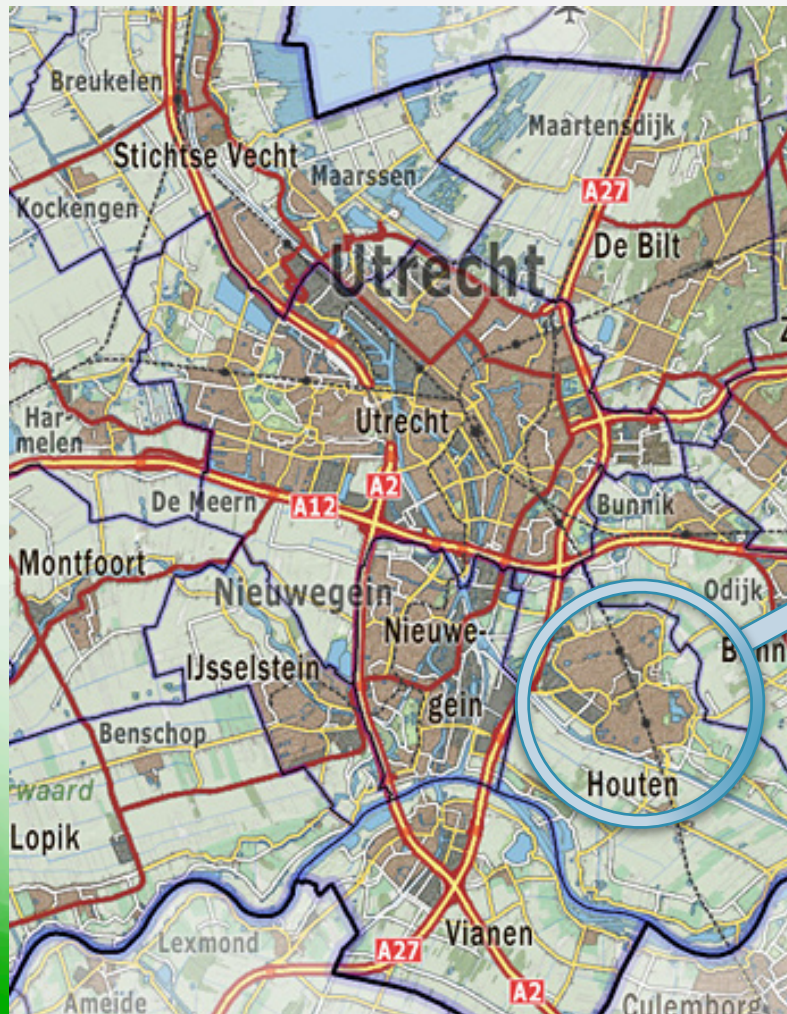 Breukelen
Maartensdijk
Stichtse Vecht
Maarssen
A27
Kockengen
De Bilt
Utrecht
Z
Utrecht
Har-
melen
A2
De Meern
A12
Bunnik
Montfoort
Nieuwegein
Odijk
Nieuwe-
gein
IJsselstein
Benschop
Houten
waard
Lopik
Vianen
Lexmond
A27
A2
Ameide
Culemborg